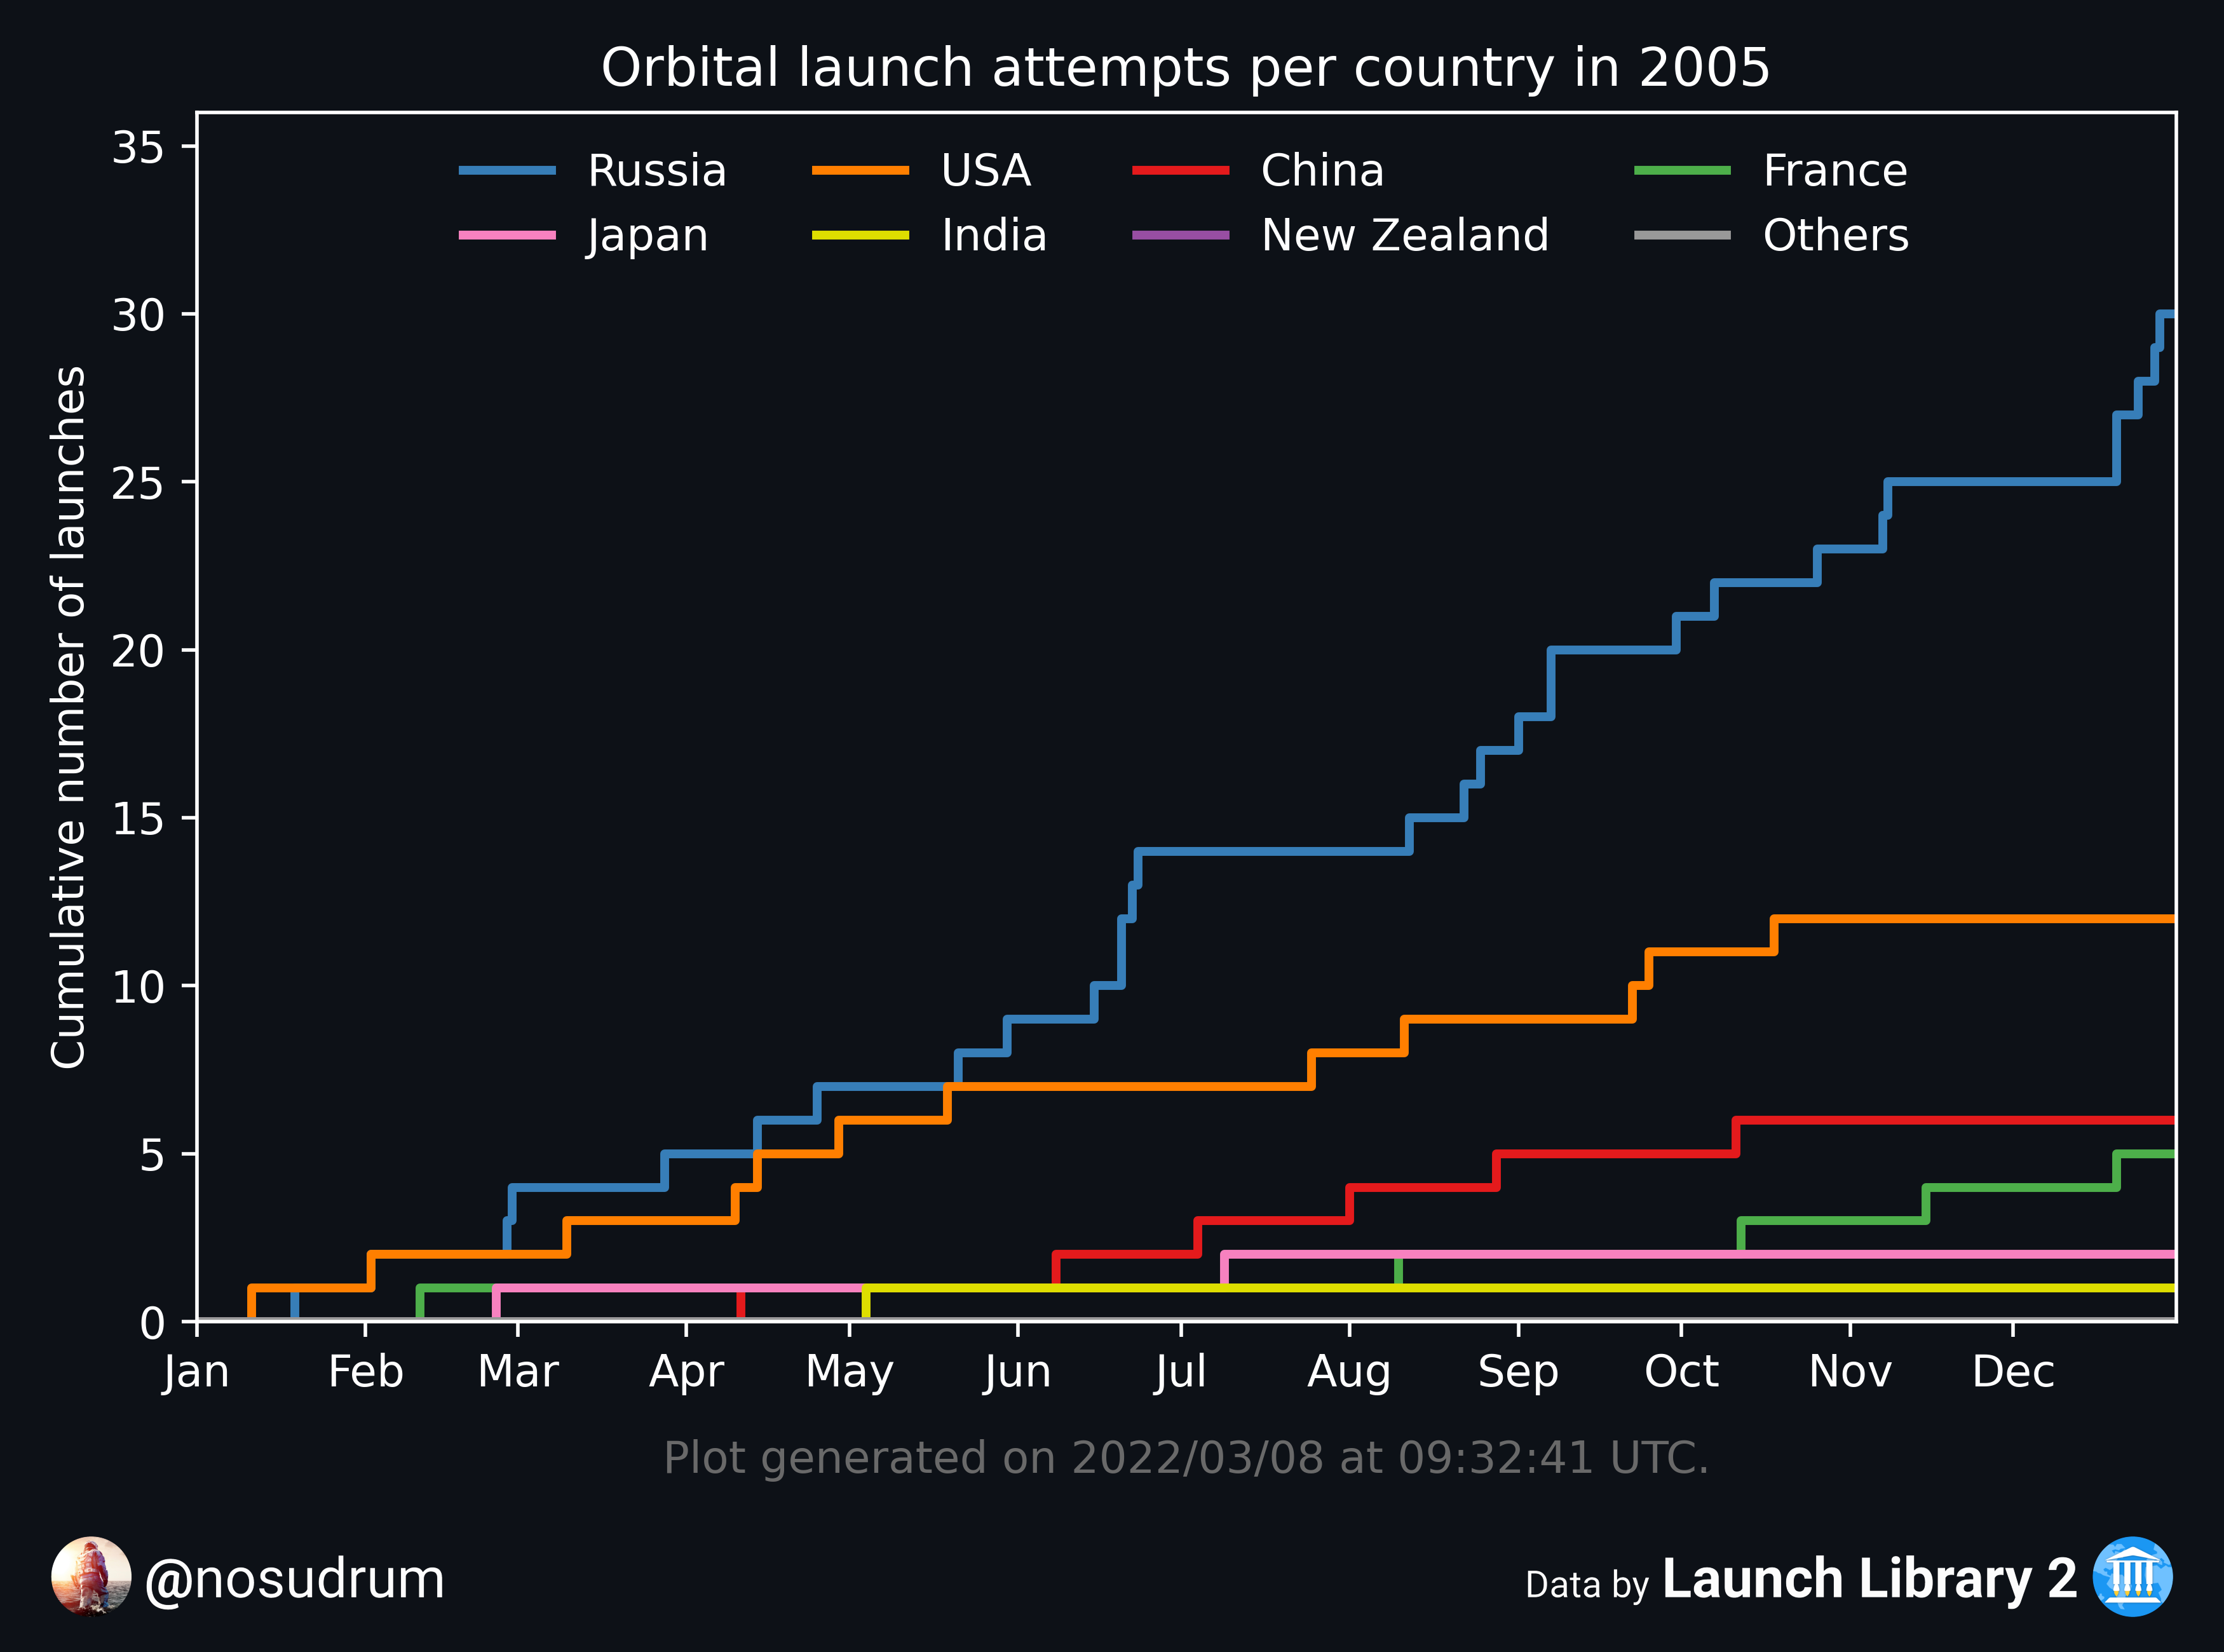 Orbital launch attempts per country in 2005
Russia USA China France
Japan India New Zealand Others
Cumulative number of launches
35
30
25
20
15
10
5
0
Jan Feb Mar Apr May Jun Jul Aug Sep Oct Nov Dec
Plot generated on 2022/03/08 at 09:32:41 UTC.
@nosudrum
Data by Launch Library 2